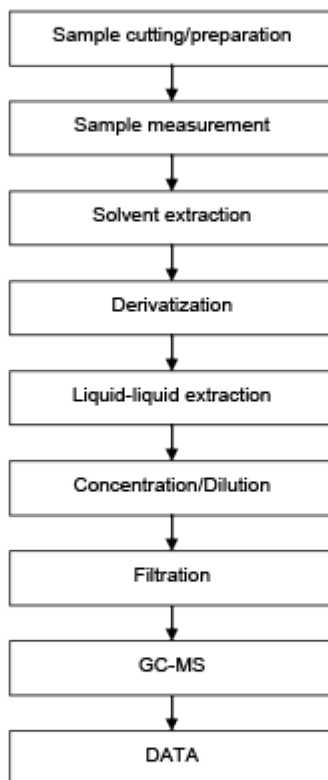 Sample cutting/preparation
Sample measurement
Solvent extraction
Derivatization
Liquid-liquid extraction
Concentration/Dilution
Filtration
GC-MS
DATA